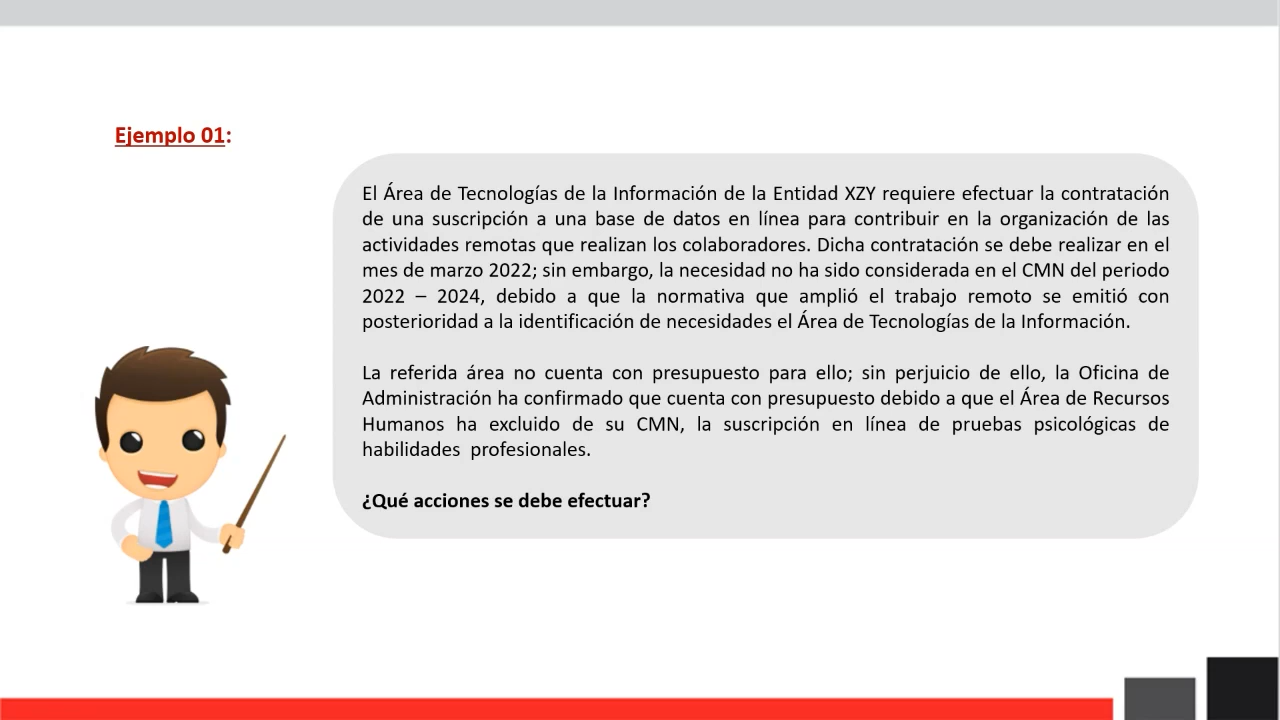 Ejemplo 01:
El Área de Tecnologías de la Información de la Entidad XZY requiere efectuar la contratación
de una suscripción a una base de datos en línea para contribuir en la organización de las
actividades remotas que realizan los colaboradores. Dicha contratación se debe realizar en el
mes de marzo 2022; sin embargo, la necesidad no ha sido considerada en el CMN del periodo
2022 – 2024, debido a que la normativa que amplió el trabajo remoto se emitió con
posterioridad a la identificación de necesidades el Área de Tecnologías de la Información.
La referida área no cuenta con presupuesto para ello; sin perjuicio de ello, la Oficina de
Administración ha confirmado que cuenta con presupuesto debido a que el Área de Recursos
Humanos ha excluido de su CMN, la suscripción en línea de pruebas psicológicas de
habilidades profesionales.
¿Qué acciones se debe efectuar?